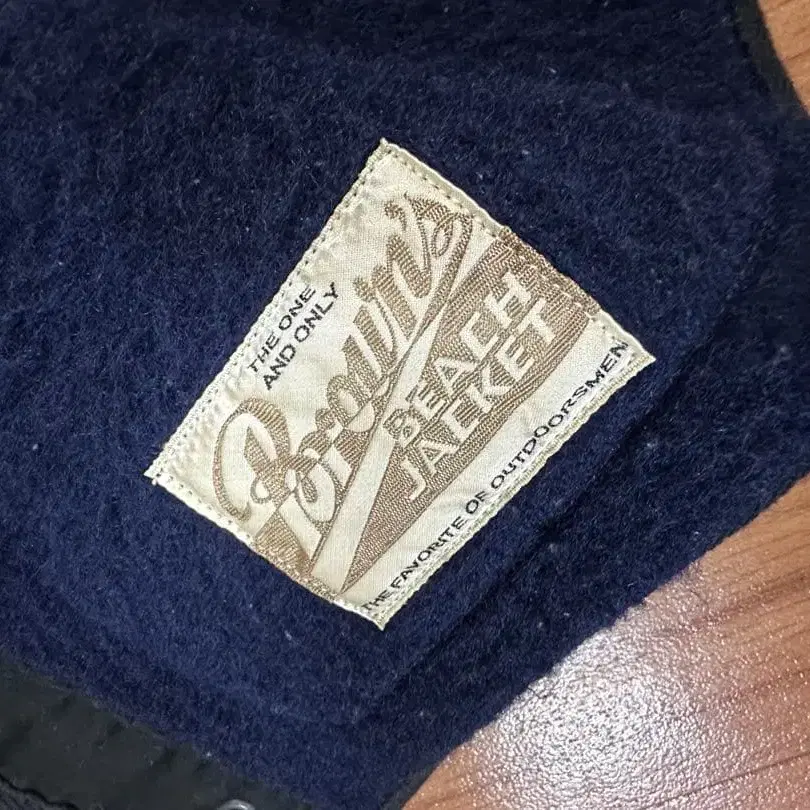 THE ONE
AND ONLY
Brown's
BEACH
JACKET
THE FAVORITE OF OUTDOORSMEN